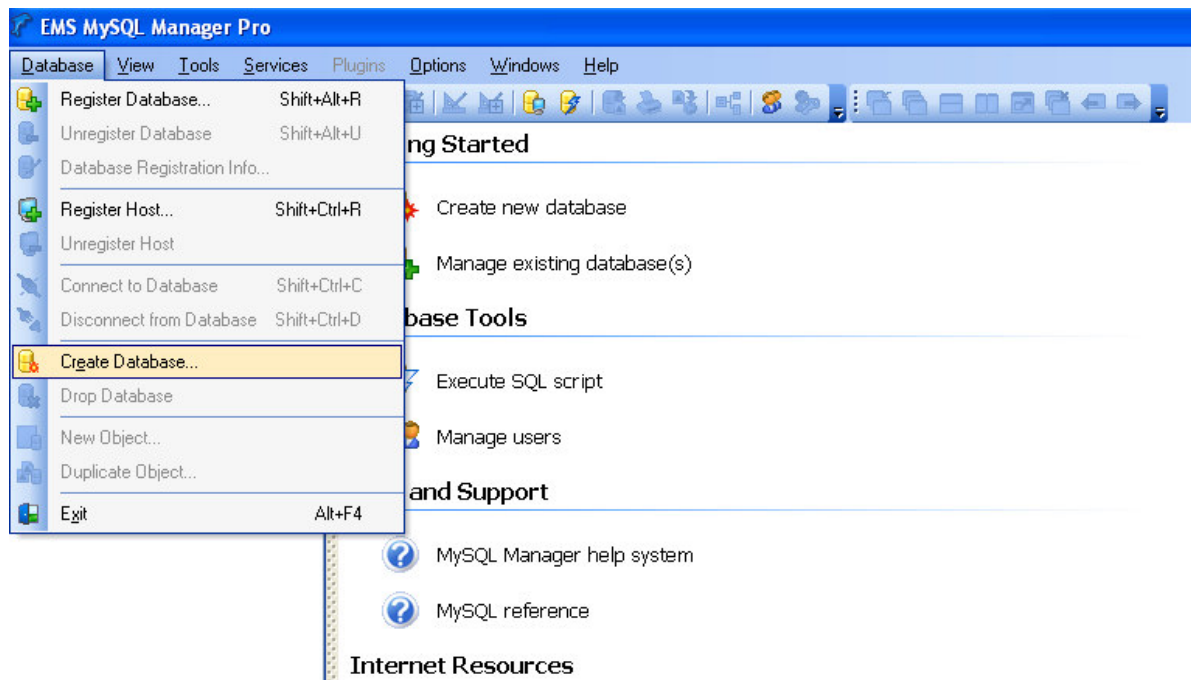 EMS MySQL Manager Pro
Database View Tools Services Plugins Options Windows Help
Register Database... Shift+Alt+R
Unregister Database Shift+Alt+U
Database Registration Info...
Register Host... Shift+Ctrl+R
Unregister Host
Connect to Database Shift+Ctrl+C
Disconnect from Database Shift+Ctrl+D
Create Database...
Drop Database
New Object...
Duplicate Object...
Exit Alt+F4
ng Started
Create new database
Manage existing database(s)
base Tools
Execute SQL script
Manage users
and Support
MySQL Manager help system
MySQL reference
Internet Resources